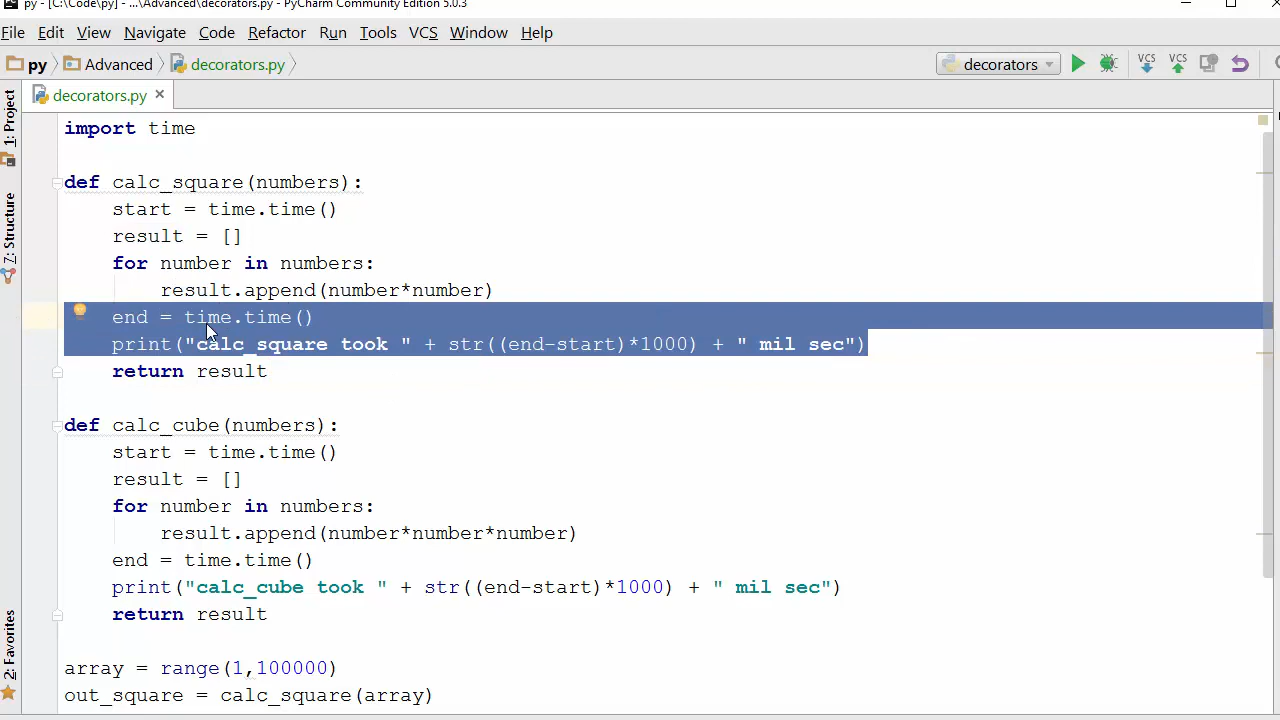 py - [C:\Code\py] - ...\Advanced\decorators.py - PyCharm Community Edition 5.0.3
File Edit View Navigate Code Refactor Run Tools VCS Window Help
py Advanced decorators.py decorators VCS VCS
decorators.py
1: Project
7: Structure
2: Favorites
import time
def calc_square(numbers):
    start = time.time()
    result = []
    for number in numbers:
        result.append(number*number)
    end = time.time()
    print("calc_square took " + str((end-start)*1000) + " mil sec")
    return result
def calc_cube(numbers):
    start = time.time()
    result = []
    for number in numbers:
        result.append(number*number*number)
    end = time.time()
    print("calc_cube took " + str((end-start)*1000) + " mil sec")
    return result
array = range(1,100000)
out_square = calc_square(array)